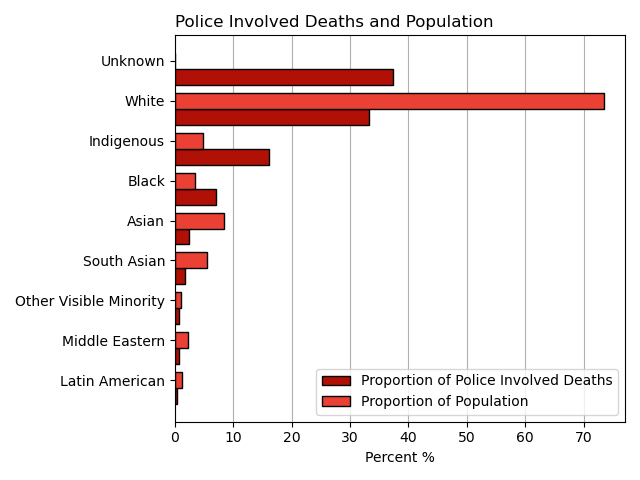 Police Involved Deaths and Population
Unknown
White
Indigenous
Black
Asian
South Asian
Other Visible Minority
Middle Eastern
Latin American
Proportion of Police Involved Deaths
Proportion of Population
0 10 20 30 40 50 60 70
Percent %